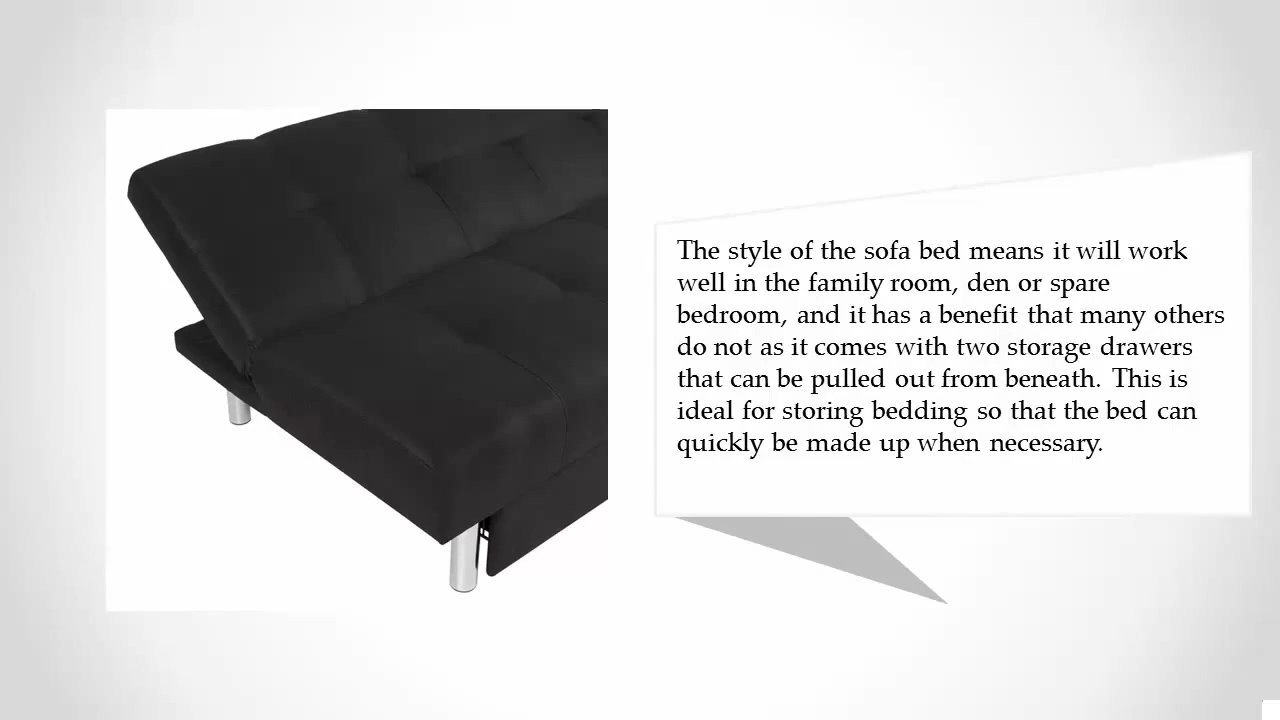 The style of the sofa bed means it will work
well in the family room, den or spare
bedroom, and it has a benefit that many others
do not as it comes with two storage drawers
that can be pulled out from beneath. This is
ideal for storing bedding so that the bed can
quickly be made up when necessary.